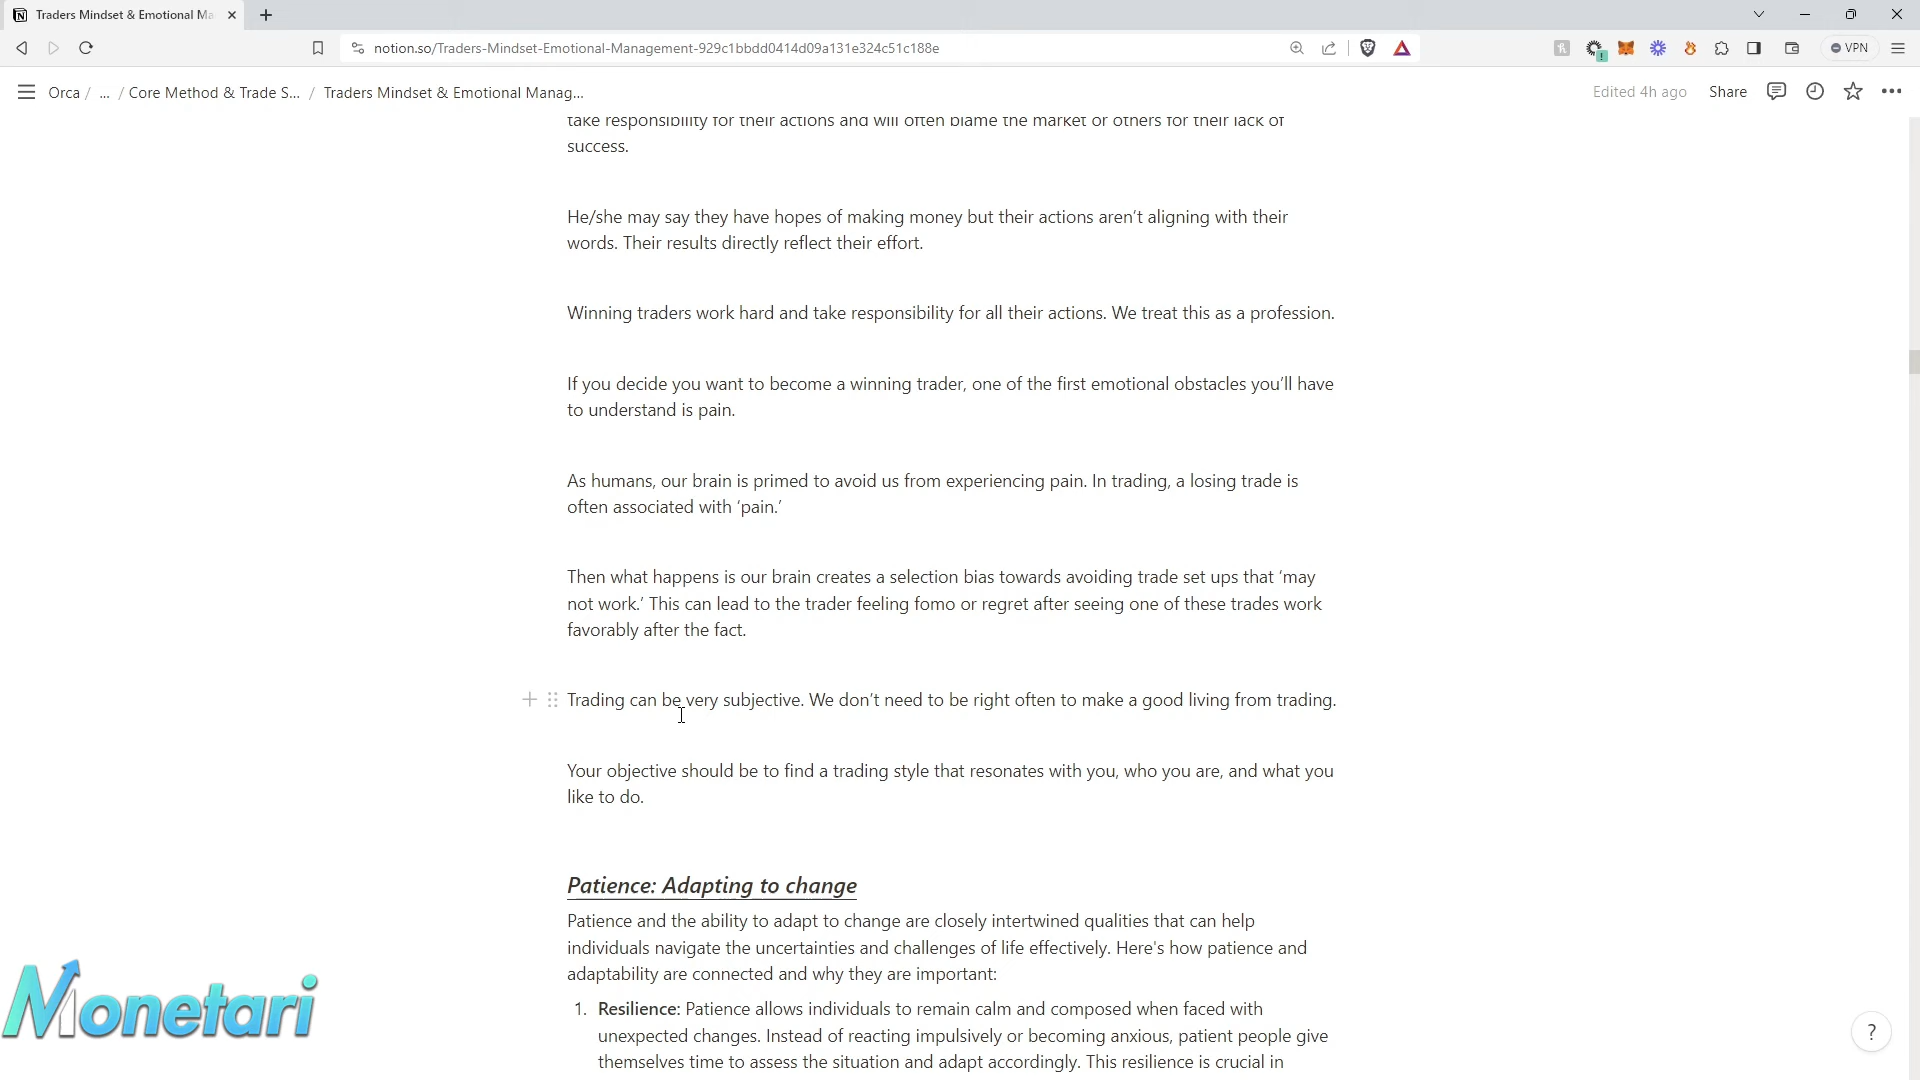 Traders Mindset & Emotional Ma
notion.so/Traders-Mindset-Emotional-Management-929c1bbdd0414d09a131e324c51c188e
VPN
Orca / ... / Core Method & Trade S... / Traders Mindset & Emotional Manag...
Edited 4h ago Share
take responsibility for their actions and will often blame the market or others for their lack of
success.
He/she may say they have hopes of making money but their actions aren’t aligning with their
words. Their results directly reflect their effort.
Winning traders work hard and take responsibility for all their actions. We treat this as a profession.
If you decide you want to become a winning trader, one of the first emotional obstacles you’ll have
to understand is pain.
As humans, our brain is primed to avoid us from experiencing pain. In trading, a losing trade is
often associated with ‘pain.’
Then what happens is our brain creates a selection bias towards avoiding trade set ups that ‘may
not work.’ This can lead to the trader feeling fomo or regret after seeing one of these trades work
favorably after the fact.
Trading can be very subjective. We don’t need to be right often to make a good living from trading.
Your objective should be to find a trading style that resonates with you, who you are, and what you
like to do.
Patience: Adapting to change
Patience and the ability to adapt to change are closely intertwined qualities that can help
individuals navigate the uncertainties and challenges of life effectively. Here's how patience and
adaptability are connected and why they are important:
1. Resilience: Patience allows individuals to remain calm and composed when faced with
unexpected changes. Instead of reacting impulsively or becoming anxious, patient people give
themselves time to assess the situation and adapt accordingly. This resilience is crucial in
Monetari
?